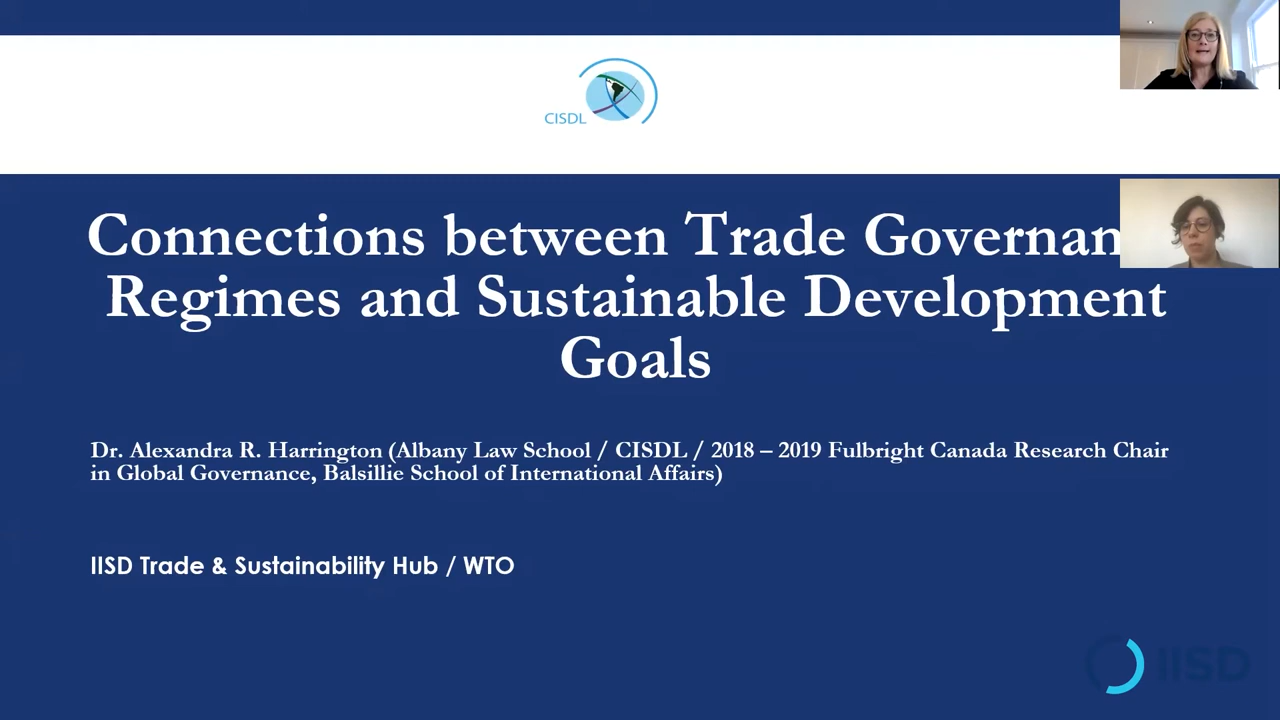 CISDL
Connections between Trade Governan
Regimes and Sustainable Development
Goals
Dr. Alexandra R. Harrington (Albany Law School / CISDL / 2018 – 2019 Fulbright Canada Research Chair
in Global Governance, Balsillie School of International Affairs)
IISD Trade & Sustainability Hub / WTO
IISD